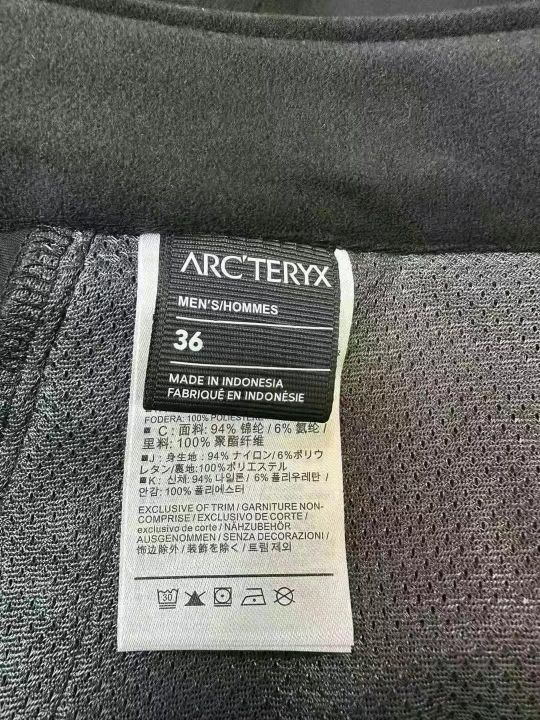 ARC'TERYX
MEN'S/HOMMES
36
MADE IN INDONESIA
FABRIQUÉ EN INDONÉSIE
FODERA: 100% POLIESTERE
■ C: 面料: 94% 锦纶 / 6% 氨纶 /
里料: 100% 聚酯纤维
■J: 身生地: 94% ナイロン/6%ポリウ
レタン/裏地:100%ポリエステル
■K: 신체: 94% 나일론 / 6% 폴리우레탄 /
안감: 100% 폴리에스터
EXCLUSIVE OF TRIM / GARNITURE NON-
COMPRISE / EXCLUSIVO DE CORTE /
exclusivo de corte / NÄHZUBEHÖR
AUSGENOMMEN / SENZA DECORAZIONI /
饰边除外 / 装飾を除く / 트림 제외
30